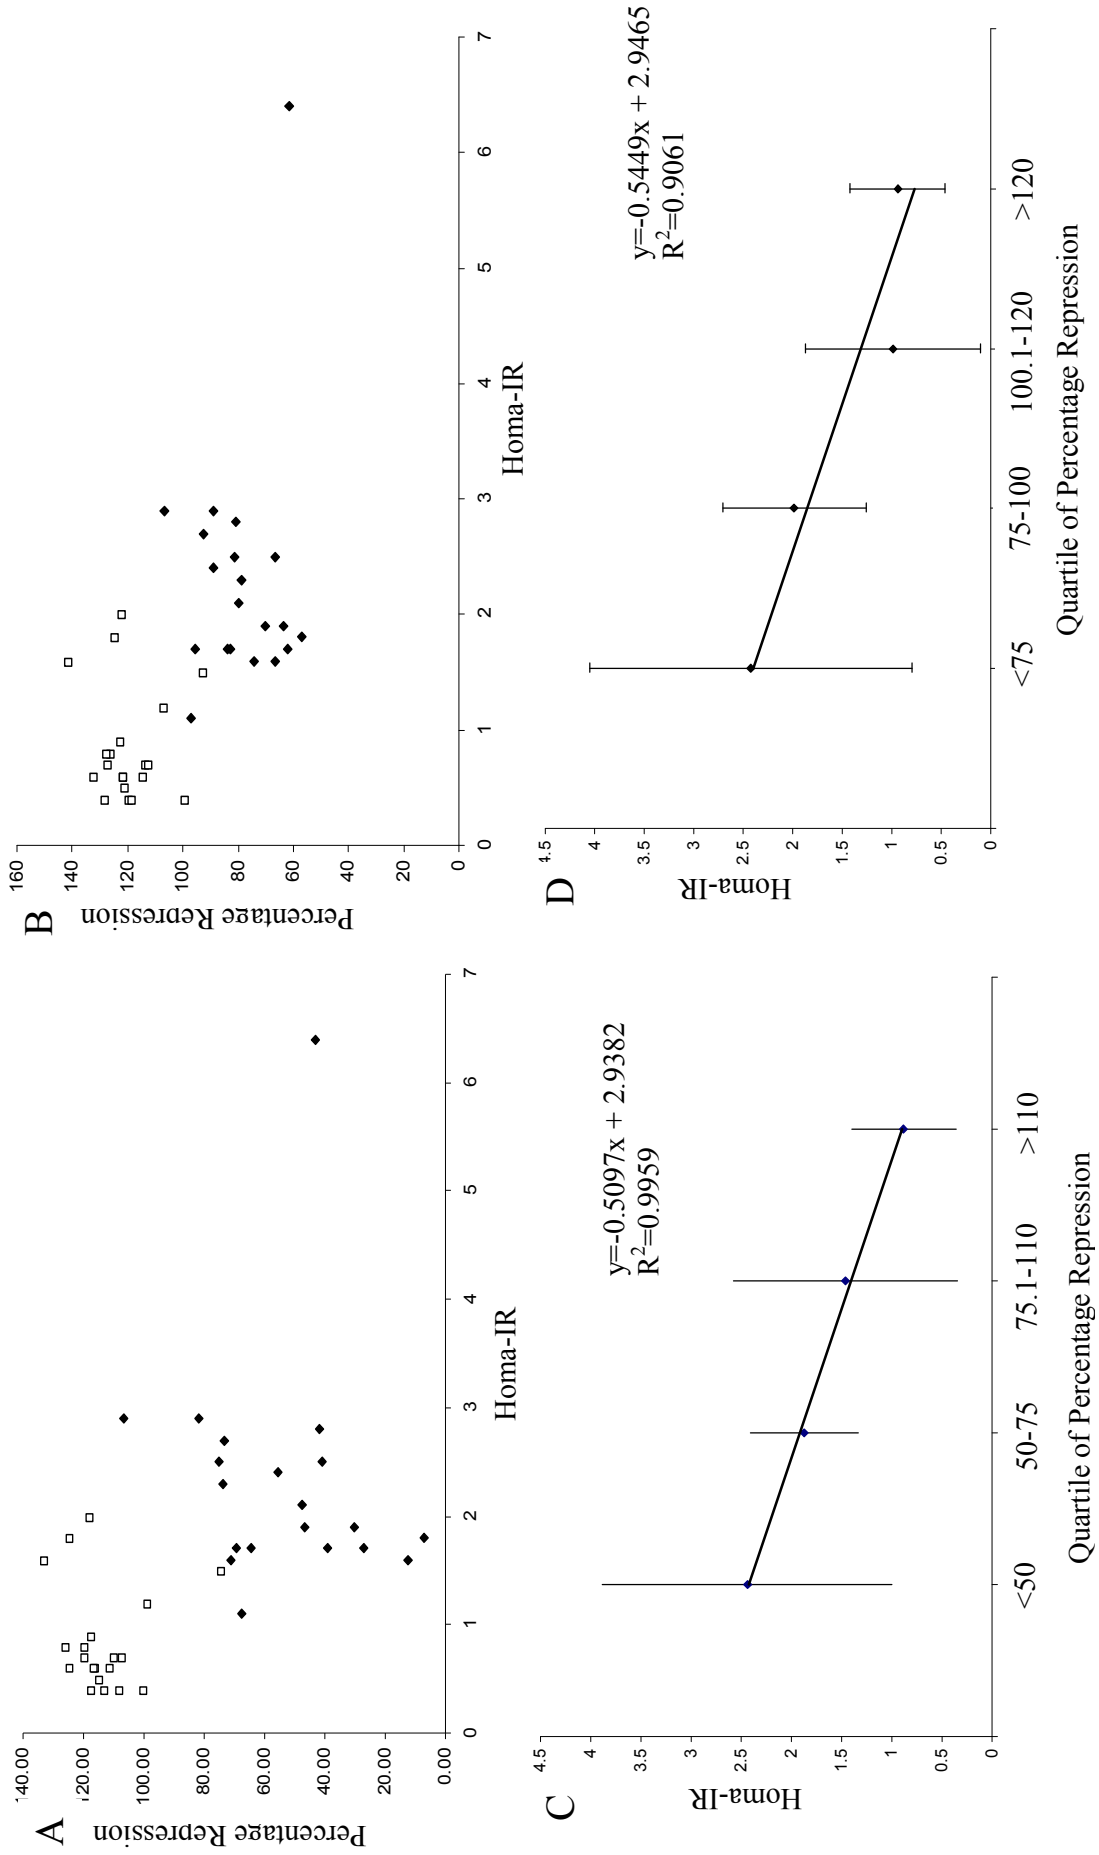 A
Percentage Repression
140.00
120.00
100.00
80.00
60.00
40.00
20.00
0.00
0 1 2 3 4 5 6 7
Homa-IR
B
Percentage Repression
160
140
120
100
80
60
40
20
0
0 1 2 3 4 5 6 7
Homa-IR
C
Homa-IR
4.5
4
3.5
3
2.5
2
1.5
1
0.5
0
y=-0.5097x + 2.9382
R²=0.9959
<50 50-75 75.1-110 >110
Quartile of Percentage Repression
D
Homa-IR
4.5
4
3.5
3
2.5
2
1.5
1
0.5
0
y=-0.5449x + 2.9465
R²=0.9061
<75 75-100 100.1-120 >120
Quartile of Percentage Repression